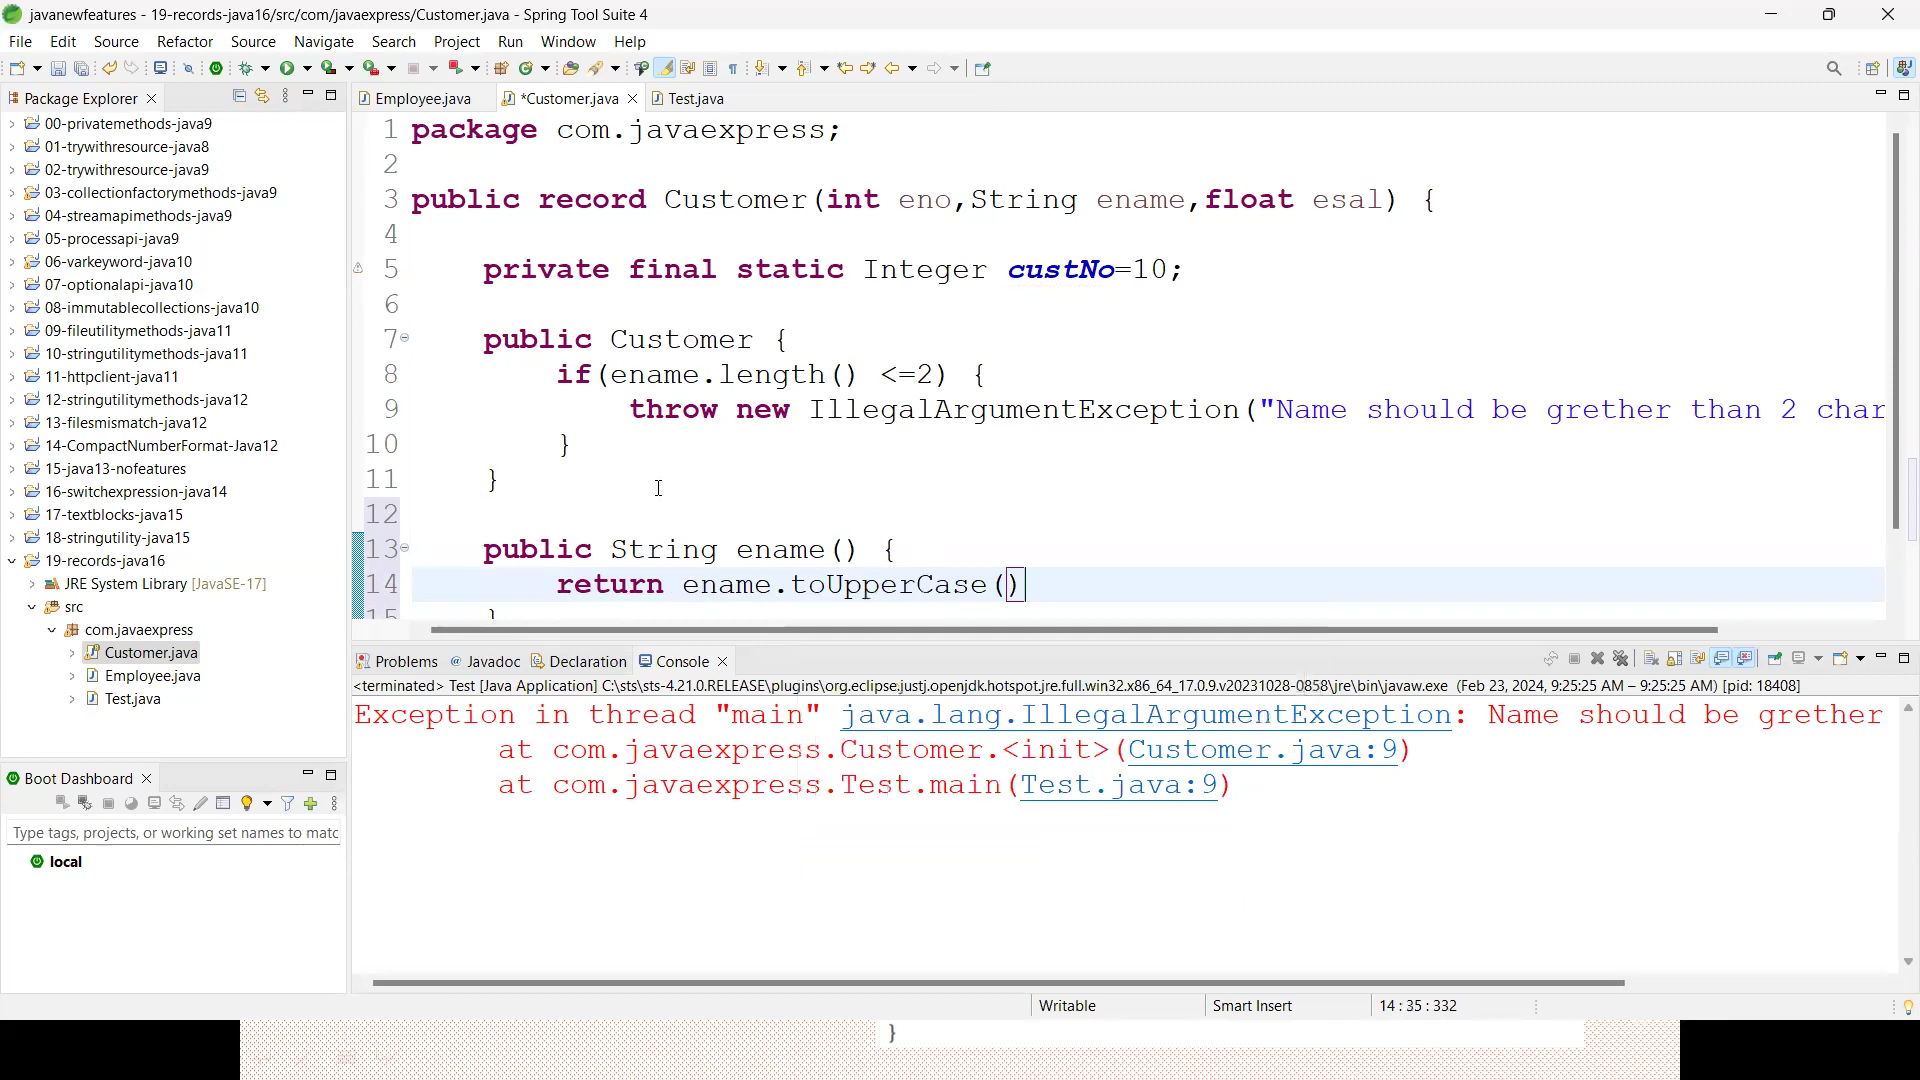 javanewfeatures - 19-records-java16/src/com/javaexpress/Customer.java - Spring Tool Suite 4
File Edit Source Refactor Source Navigate Search Project Run Window Help
Package Explorer
00-privatemethods-java9
01-trywithresource-java8
02-trywithresource-java9
03-collectionfactorymethods-java9
04-streamapimethods-java9
05-processapi-java9
06-varkeyword-java10
07-optionalapi-java10
08-immutablecollections-java10
09-fileutilitymethods-java11
10-stringutilitymethods-java11
11-httpclient-java11
12-stringutilitymethods-java12
13-filesmismatch-java12
14-CompactNumberFormat-Java12
15-java13-nofeatures
16-switchexpression-java14
17-textblocks-java15
18-stringutility-java15
19-records-java16
JRE System Library [JavaSE-17]
src
com.javaexpress
Customer.java
Employee.java
Test.java
Boot Dashboard
Type tags, projects, or working set names to matc
local
Employee.java *Customer.java Test.java
1 package com.javaexpress;
2
3 public record Customer(int eno,String ename,float esal) {
4
5 private final static Integer custNo=10;
6
7 public Customer {
8 if(ename.length() <=2) {
9 throw new IllegalArgumentException("Name should be grether than 2 char
10 }
11 }
12
13 public String ename() {
14 return ename.toUpperCase()
15 }
Problems @ Javadoc Declaration Console
<terminated> Test [Java Application] C:\sts\sts-4.21.0.RELEASE\plugins\org.eclipse.justj.openjdk.hotspot.jre.full.win32.x86_64_17.0.9.v20231028-0858\jre\bin\javaw.exe (Feb 23, 2024, 9:25:25 AM – 9:25:25 AM) [pid: 18408]
Exception in thread "main" java.lang.IllegalArgumentException: Name should be grether
at com.javaexpress.Customer.<init>(Customer.java:9)
at com.javaexpress.Test.main(Test.java:9)
Writable Smart Insert 14 : 35 : 332
}